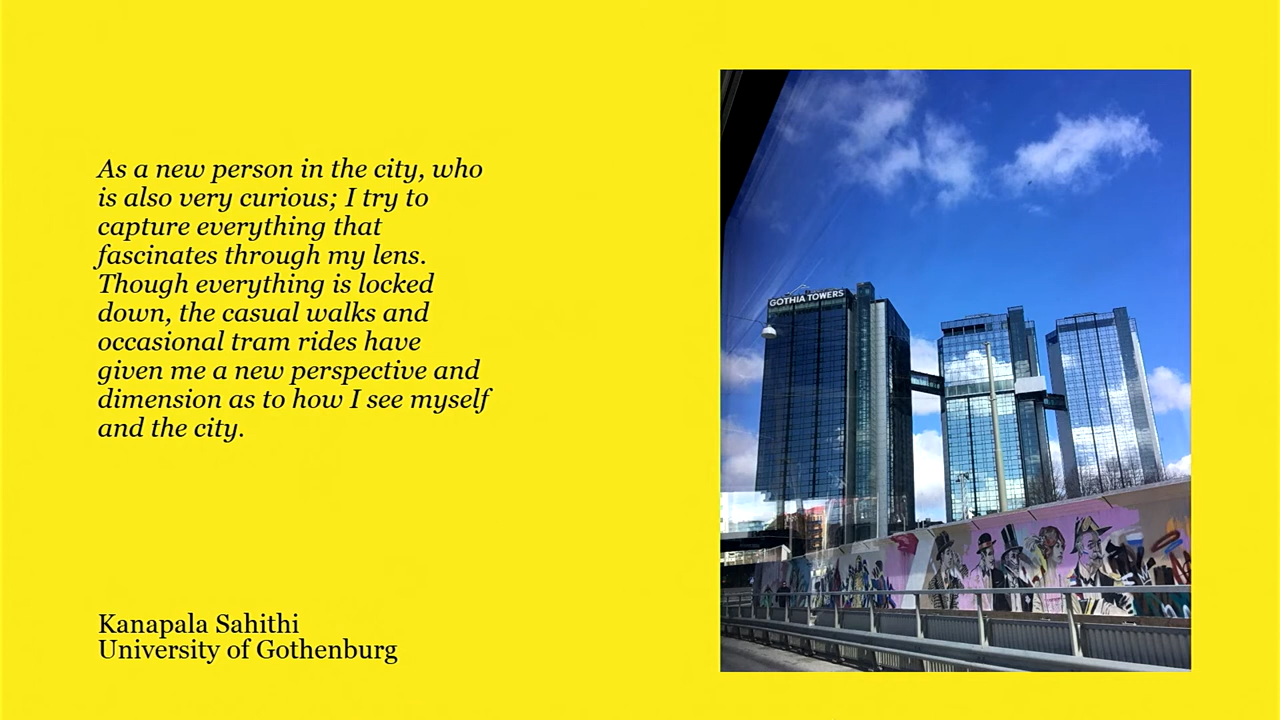 As a new person in the city, who
is also very curious; I try to
capture everything that
fascinates through my lens.
Though everything is locked
down, the casual walks and
occasional tram rides have
given me a new perspective and
dimension as to how I see myself
and the city.
Kanapala Sahithi
University of Gothenburg
GOTHIA TOWERS